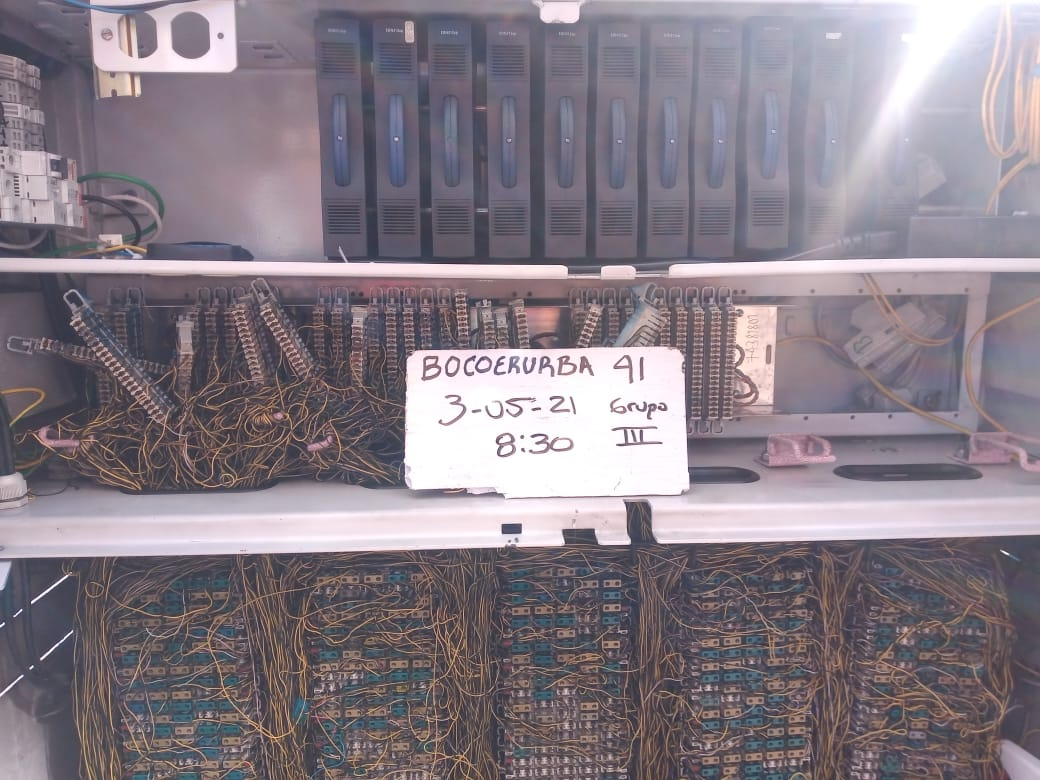 BOCOERURBA 41
3-05-21 Grupo
8:30 III